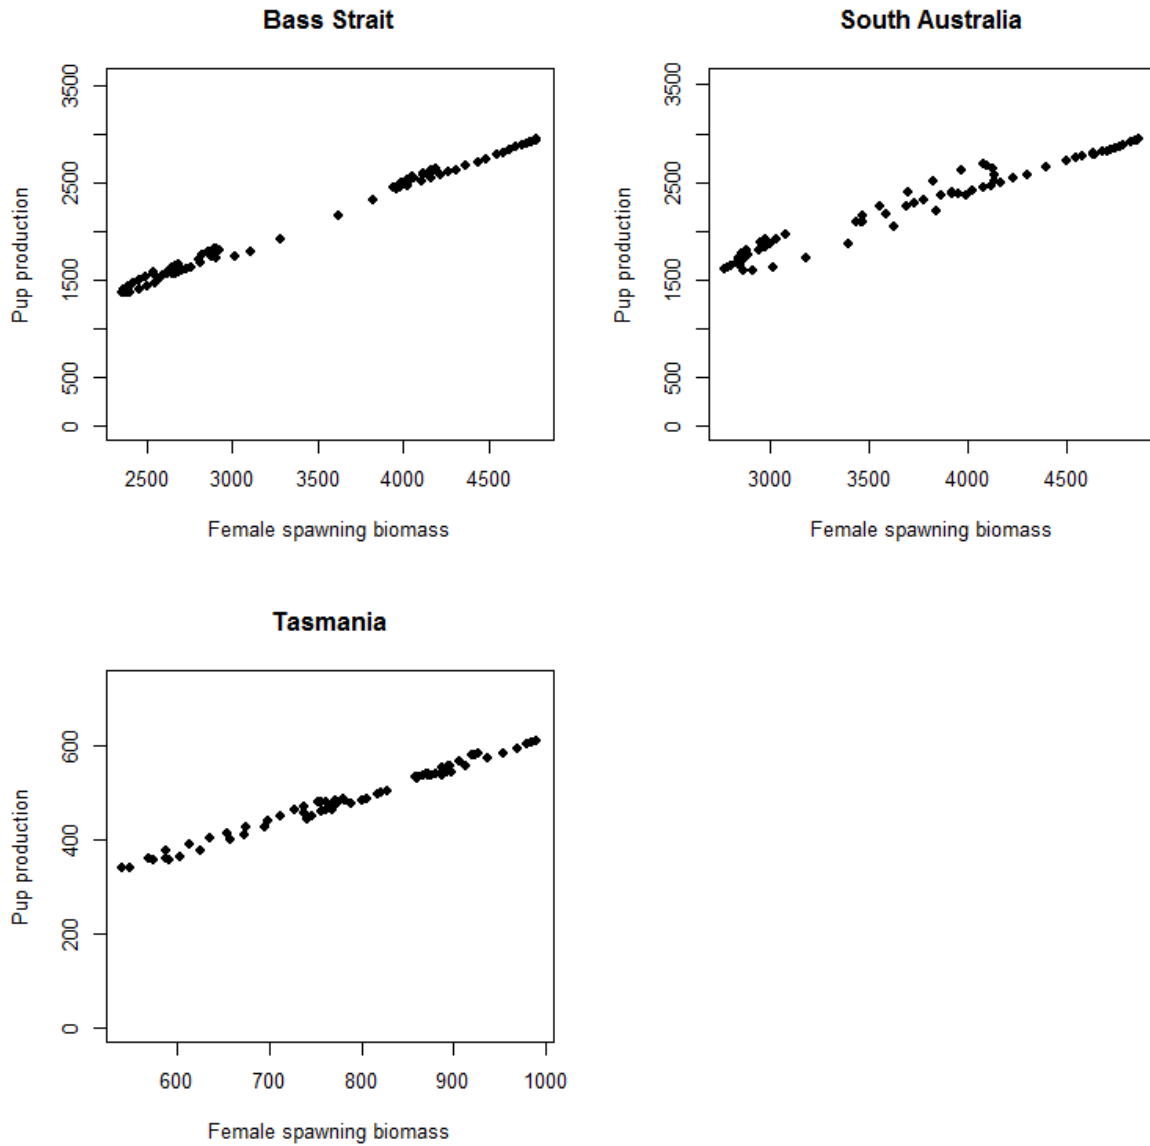 Bass Strait
Pup production
3500
2500
1500
500
0
2500 3000 3500 4000 4500
Female spawning biomass
South Australia
Pup production
3500
2500
1500
500
0
3000 3500 4000 4500
Female spawning biomass
Tasmania
Pup production
600
400
200
0
600 700 800 900 1000
Female spawning biomass